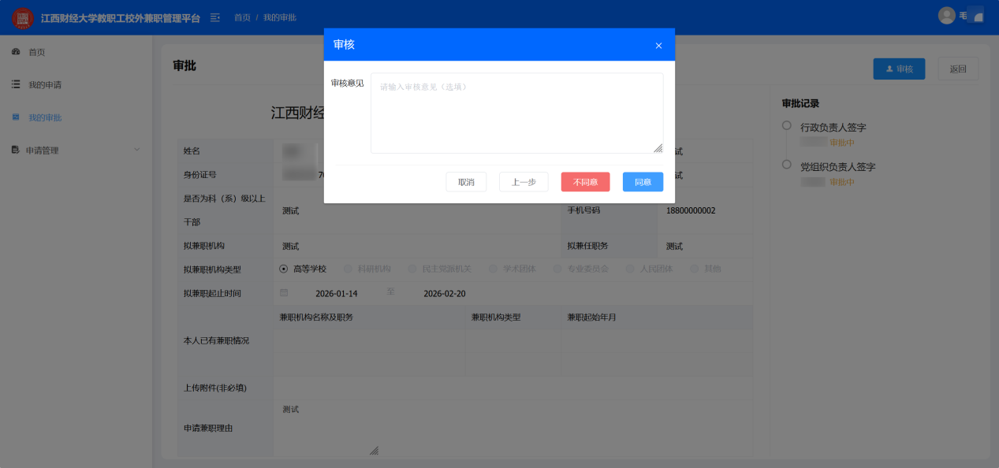 江西财经大学教职工校外兼职管理平台 首页 / 我的审批 毛
首页
我的申请
我的审批
申请管理
审批
审核 返回
江西财经
姓名 试
身份证号 试
是否为科（系）级以上干部 测试 手机号码 18800000002
拟兼职机构 测试 拟兼任职务 测试
拟兼职机构类型 高等学校 科研机构 民主党派机关 学术团体 专业委员会 人民团体 其他
拟兼职起止时间 2026-01-14 至 2026-02-20
兼职机构名称及职务 兼职机构类型 兼职起始年月
本人已有兼职情况
上传附件(非必填)
测试
申请兼职理由
审核 ×
审核意见 请输入审核意见（选填）
取消 上一步 不同意 同意
审批记录
行政负责人签字
审批中
党组织负责人签字
审批中